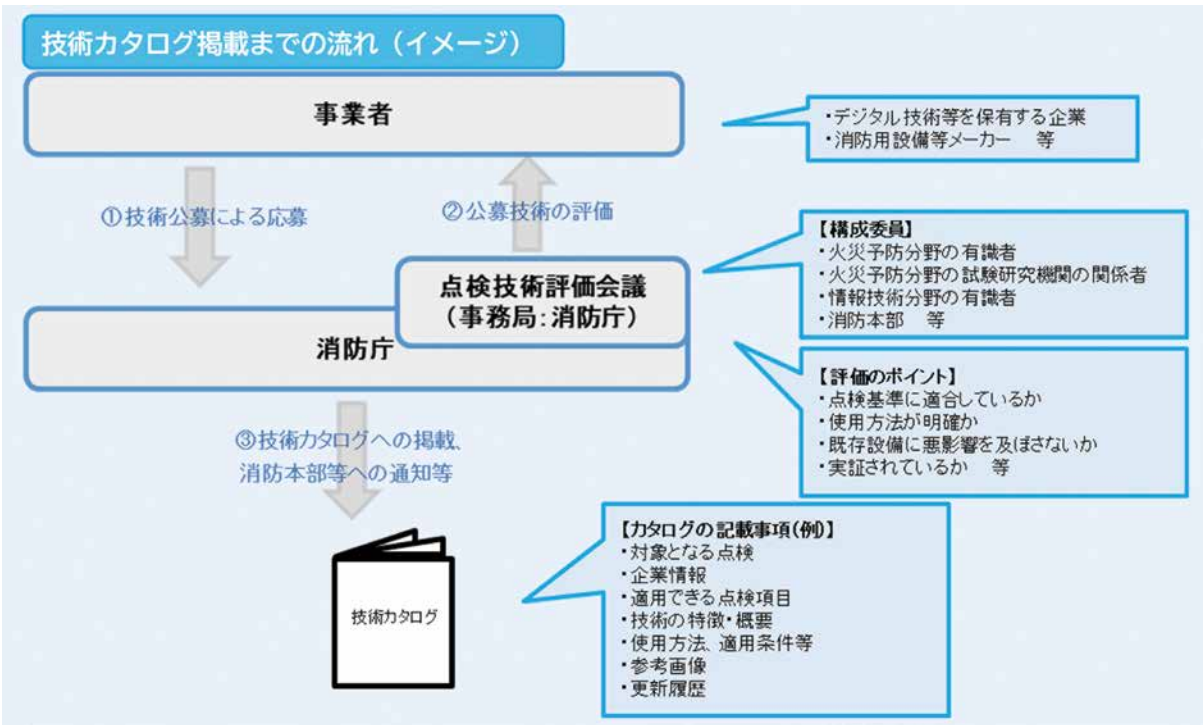 技術カタログ掲載までの流れ（イメージ）
事業者
・デジタル技術等を保有する企業
・消防用設備等メーカー　等
①技術公募による応募
②公募技術の評価
点検技術評価会議
（事務局：消防庁）
消防庁
【構成委員】
・火災予防分野の有識者
・火災予防分野の試験研究機関の関係者
・情報技術分野の有識者
・消防本部　等
【評価のポイント】
・点検基準に適合しているか
・使用方法が明確か
・既存設備に悪影響を及ぼさないか
・実証されているか　等
③技術カタログへの掲載、
消防本部等への通知等
技術カタログ
【カタログの記載事項（例）】
・対象となる点検
・企業情報
・適用できる点検項目
・技術の特徴・概要
・使用方法、適用条件等
・参考画像
・更新履歴